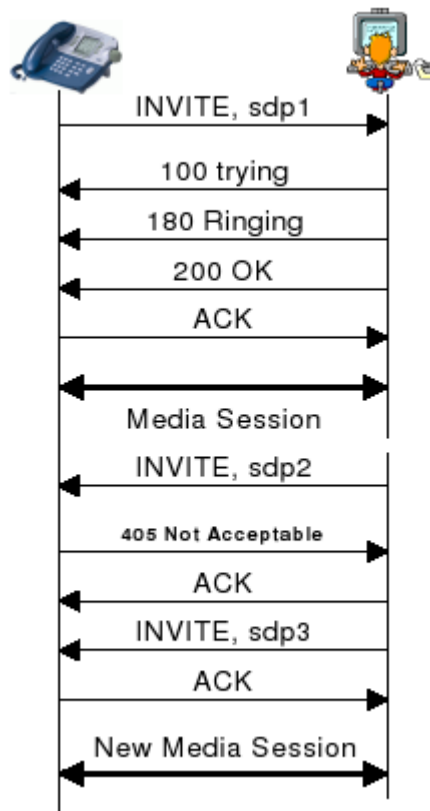 INVITE, sdp1
100 trying
180 Ringing
200 OK
ACK
Media Session
INVITE, sdp2
405 Not Acceptable
ACK
INVITE, sdp3
ACK
New Media Session